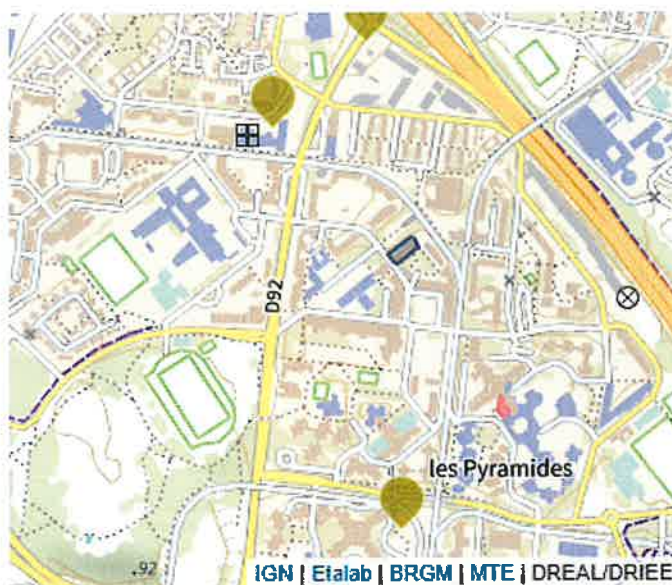 D92
les Pyramides
.92
IGN | Etalab | BRGM | MTE | DREAL/DRIEE